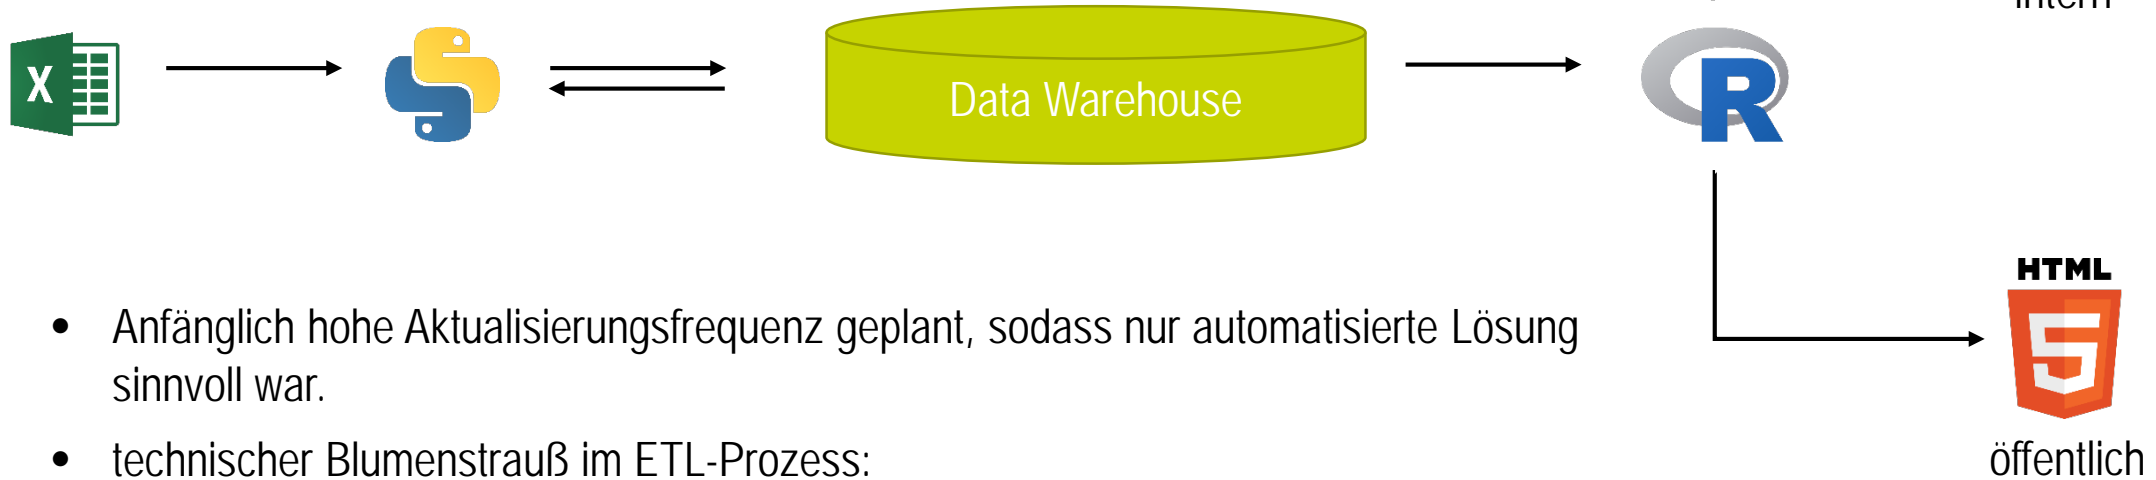 intern
Data Warehouse
HTML
• Anfänglich hohe Aktualisierungsfrequenz geplant, sodass nur automatisierte Lösung
sinnvoll war.
• technischer Blumenstrauß im ETL-Prozess:
öffentlich